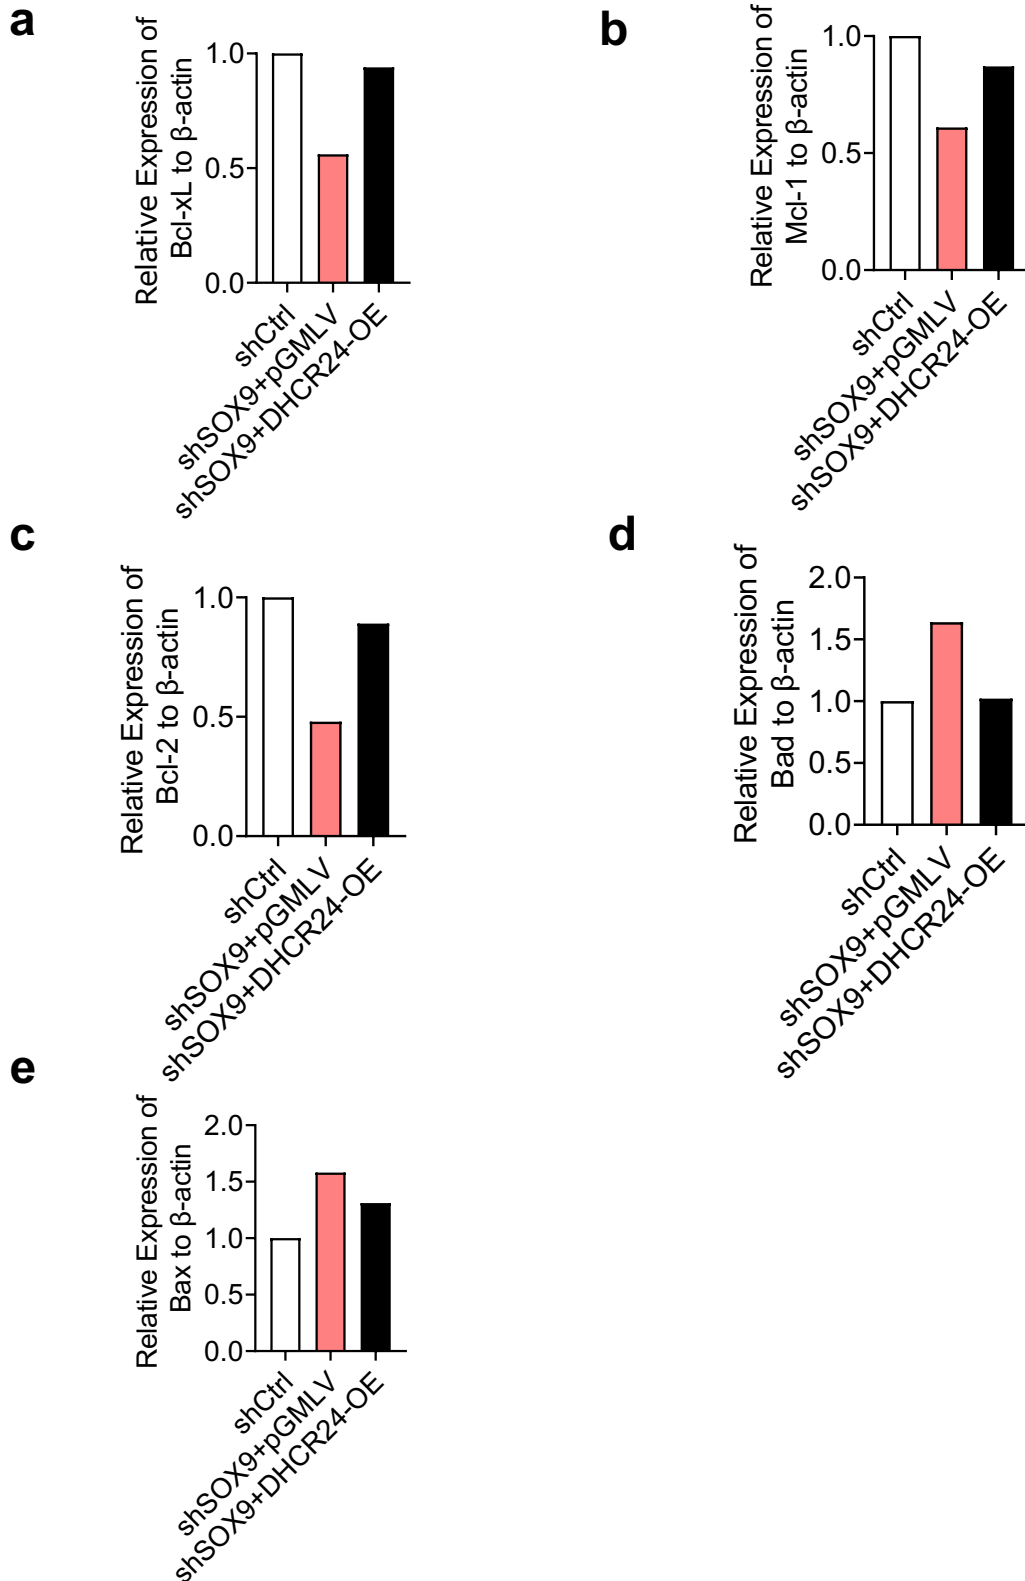 a
Relative Expression of
Bcl-xL to β-actin
1.0
0.5
0.0
shCtrl
shSOX9+pGMLV
shSOX9+DHCR24-OE
b
Relative Expression of
Mcl-1 to β-actin
1.0
0.5
0.0
shCtrl
shSOX9+pGMLV
shSOX9+DHCR24-OE
c
Relative Expression of
Bcl-2 to β-actin
1.0
0.5
0.0
shCtrl
shSOX9+pGMLV
shSOX9+DHCR24-OE
d
Relative Expression of
Bad to β-actin
2.0
1.5
1.0
0.5
0.0
shCtrl
shSOX9+pGMLV
shSOX9+DHCR24-OE
e
Relative Expression of
Bax to β-actin
2.0
1.5
1.0
0.5
0.0
shCtrl
shSOX9+pGMLV
shSOX9+DHCR24-OE